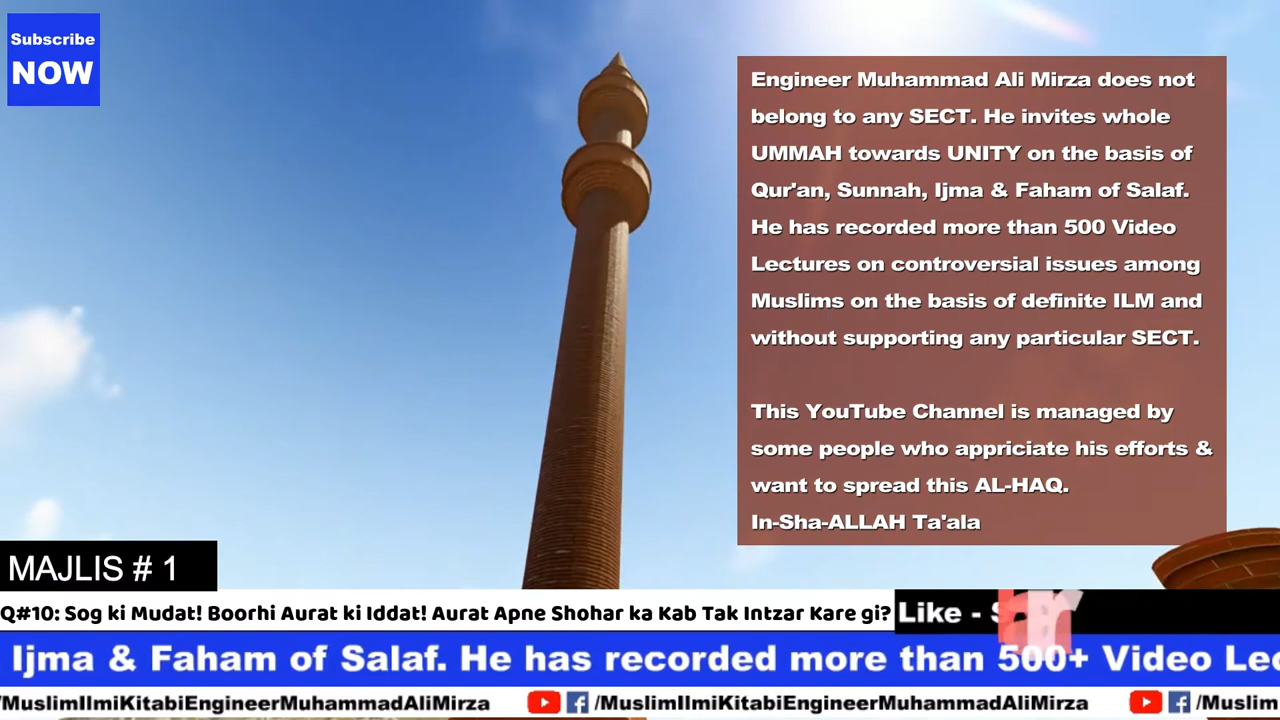 Subscribe
NOW
Engineer Muhammad Ali Mirza does not
belong to any SECT. He invites whole
UMMAH towards UNITY on the basis of
Qur'an, Sunnah, Ijma & Faham of Salaf.
He has recorded more than 500 Video
Lectures on controversial issues among
Muslims on the basis of definite ILM and
without supporting any particular SECT.
This YouTube Channel is managed by
some people who appriciate his efforts &
want to spread this AL-HAQ.
In-Sha-ALLAH Ta'ala
MAJLIS # 1
Q#10: Sog ki Mudat! Boorhi Aurat ki Iddat! Aurat Apne Shohar ka Kab Tak Intzar Kare gi? Like -
Ijma & Faham of Salaf. He has recorded more than 500+ Video Lec
/MuslimIlmiKitabiEngineerMuhammadAliMirza /MuslimIlmiKitabiEngineerMuhammadAliMirza /Muslim